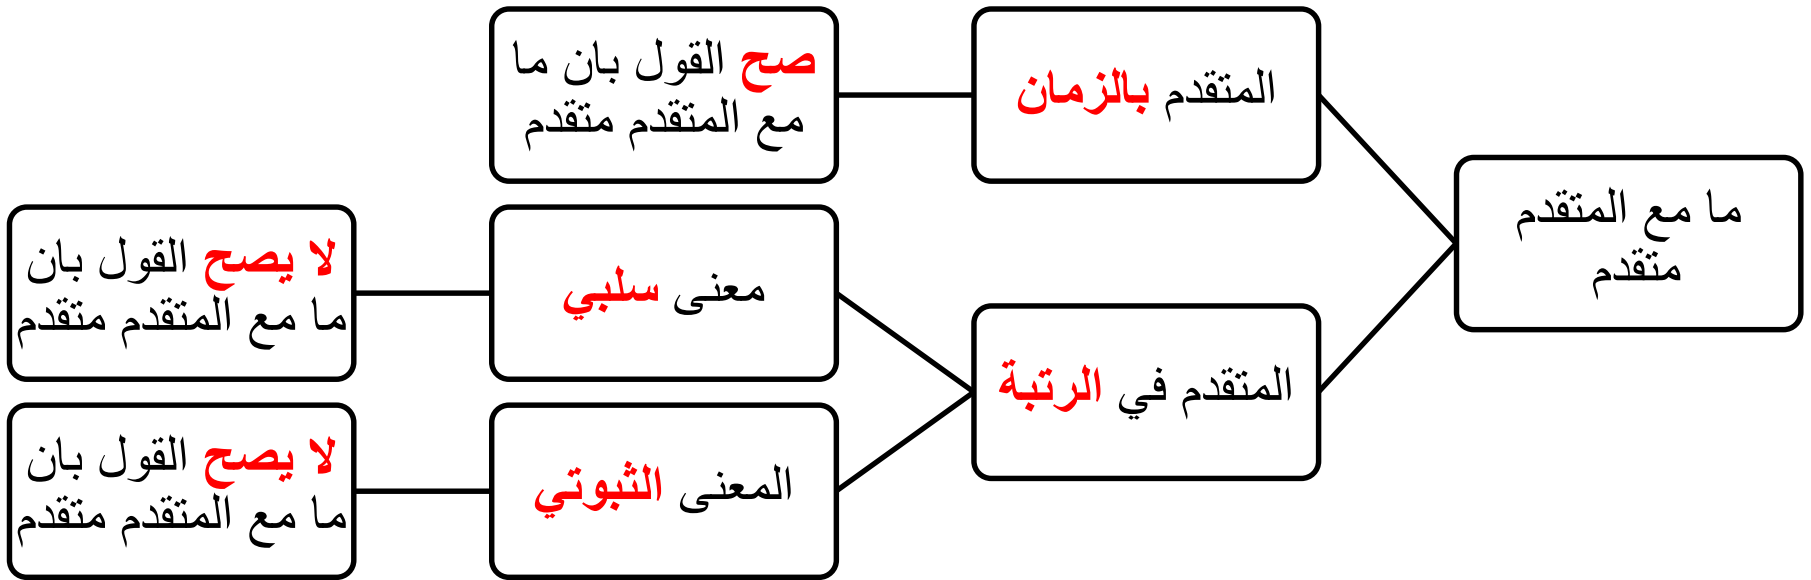 ما مع المتقدم
متقدم
المتقدم بالزمان
صح القول بان ما
مع المتقدم متقدم
المتقدم في الرتبة
معنى سلبي
لا يصح القول بان
ما مع المتقدم متقدم
المعنى الثبوتي
لا يصح القول بان
ما مع المتقدم متقدم